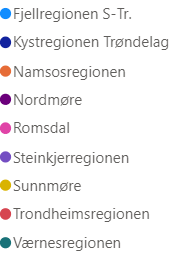 Fjellregionen S-Tr.
Kystregionen Trøndelag
Namsosregionen
Nordmøre
Romsdal
Steinkjerregionen
Sunnmøre
Trondheimsregionen
Værnesregionen